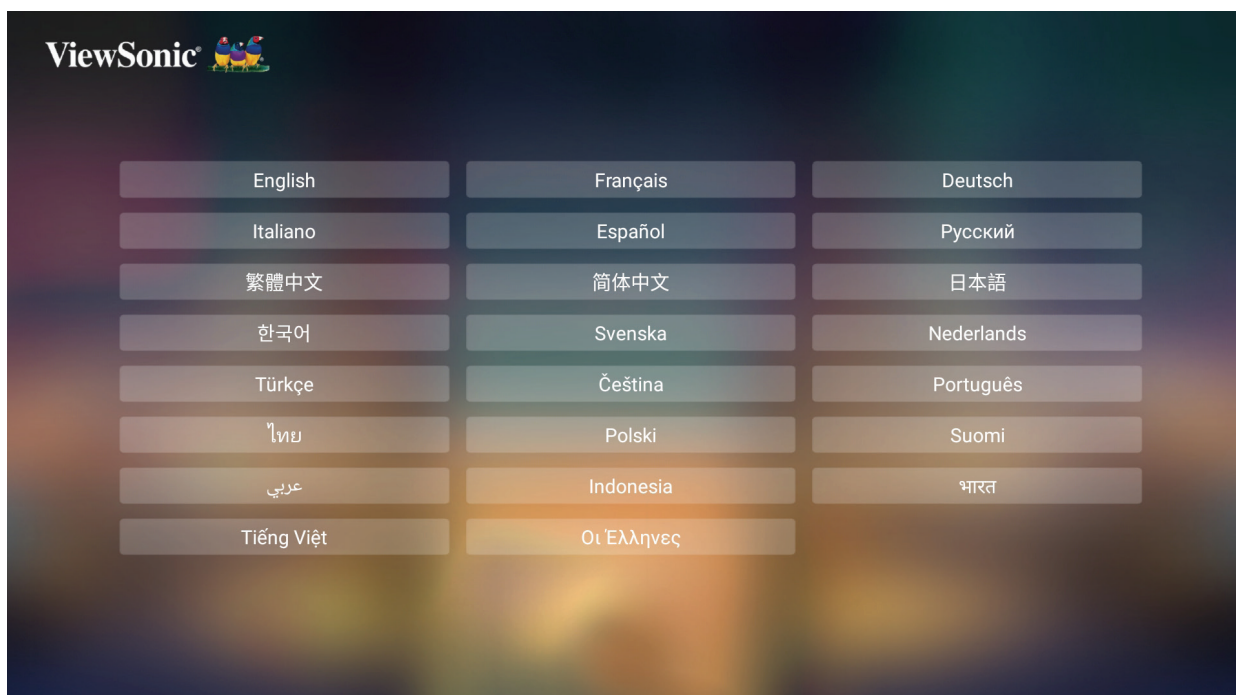 ViewSonic®
English Français Deutsch
Italiano Español Русский
繁體中文 简体中文 日本語
한국어 Svenska Nederlands
Türkçe Čeština Português
ไทย Polski Suomi
عربي Indonesia भारत
Tiếng Việt Οι Έλληνες